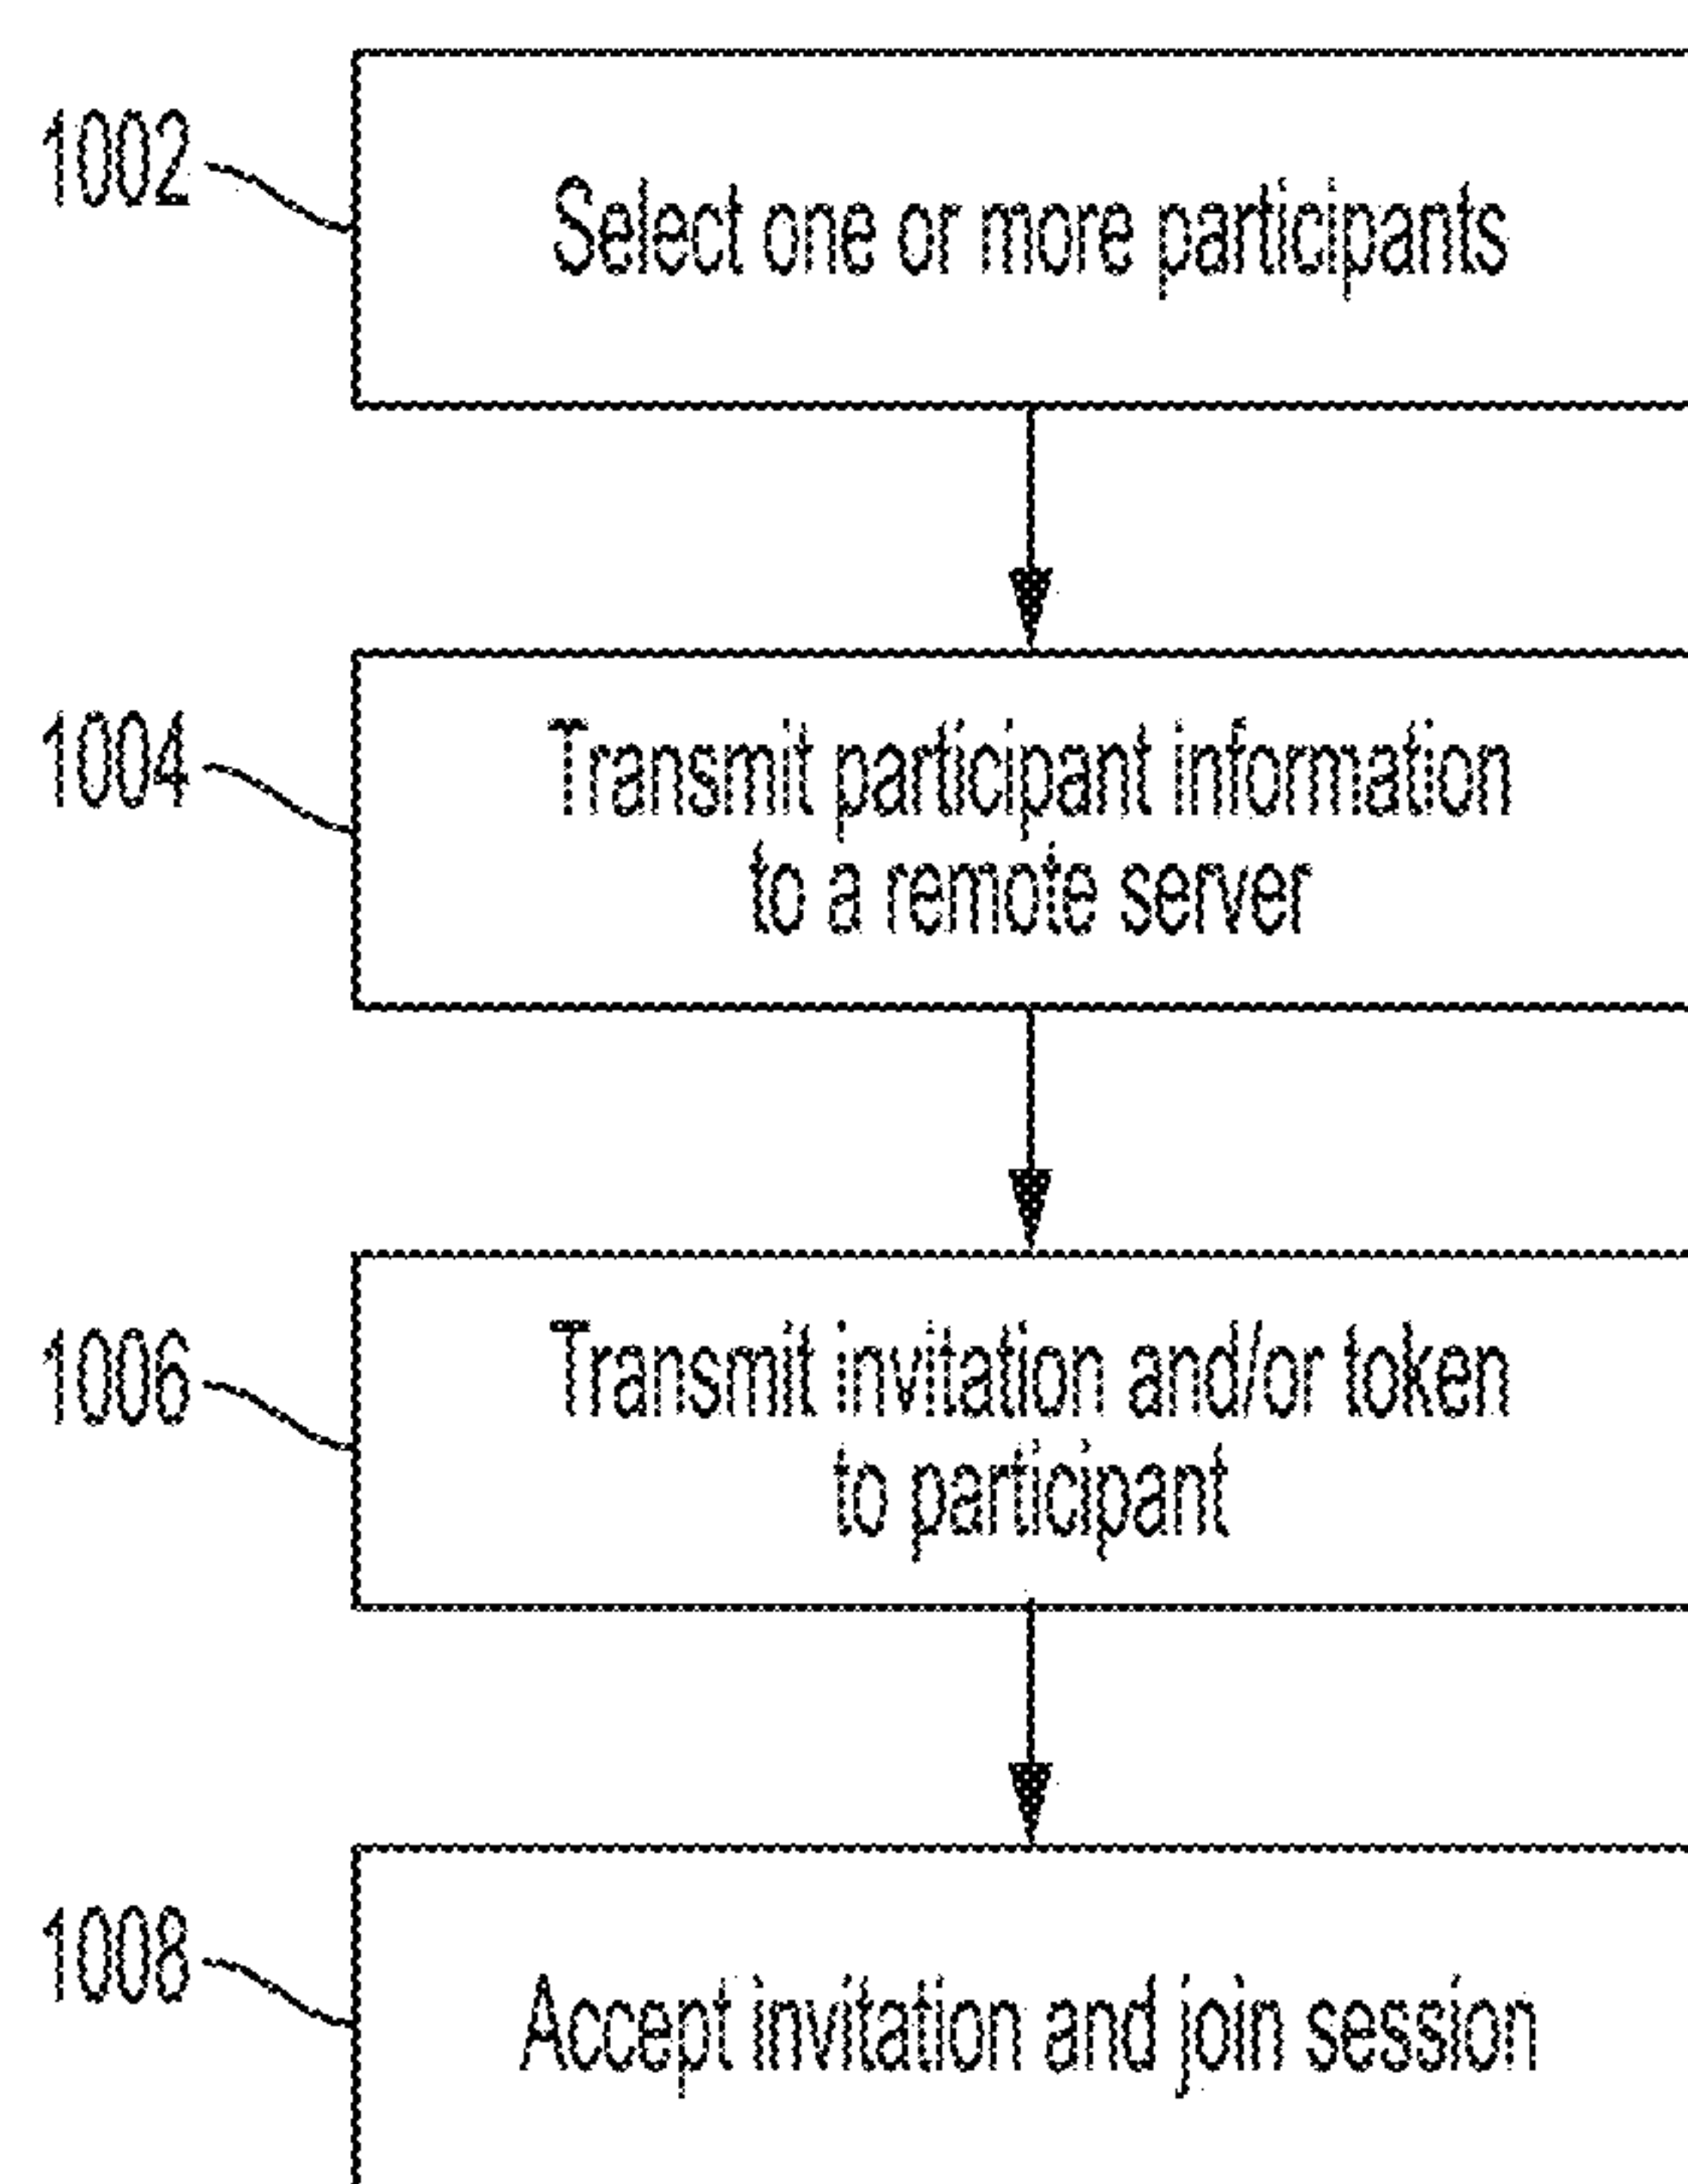 1002
Select one or more participants
1004
Transmit participant information
to a remote server
1006
Transmit invitation and/or token
to participant
1008
Accept invitation and join session